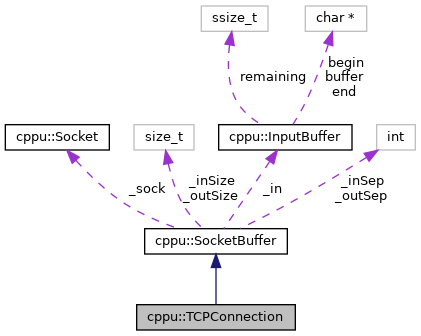 ssize_t
char *
remaining
begin
buffer
end
cppu::Socket
size_t
cppu::InputBuffer
int
_sock
_inSize
_outSize
_in
_inSep
_outSep
cppu::SocketBuffer
cppu::TCPConnection